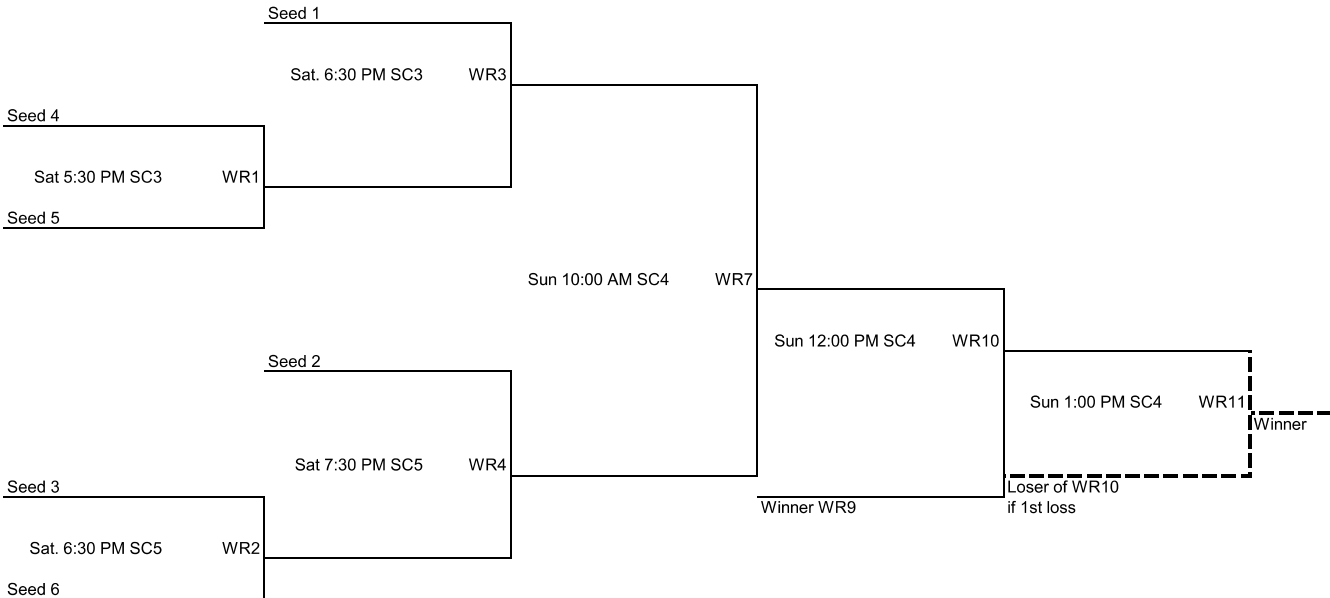 Seed 1
Sat. 6:30 PM SC3 WR3
Seed 4
Sat 5:30 PM SC3 WR1
Seed 5
Sun 10:00 AM SC4 WR7
Sun 12:00 PM SC4 WR10
Seed 2
Sun 1:00 PM SC4 WR11
Winner
Sat 7:30 PM SC5 WR4
Seed 3
Loser of WR10
if 1st loss
Winner WR9
Sat. 6:30 PM SC5 WR2
Seed 6